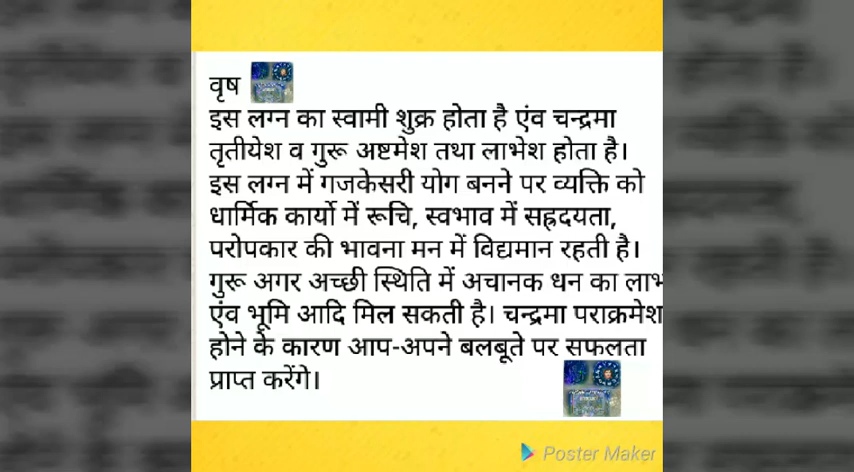 वृष
इस लग्न का स्वामी शुक्र होता है एंव चन्द्रमा
तृतीयेश व गुरू अष्टमेश तथा लाभेश होता है।
इस लग्न में गजकेसरी योग बनने पर व्यक्ति को
धार्मिक कार्यो में रूचि, स्वभाव में सह्रदयता,
परोपकार की भावना मन में विद्यमान रहती है।
गुरू अगर अच्छी स्थिति में अचानक धन का लाभ
एंव भूमि आदि मिल सकती है। चन्द्रमा पराक्रमेश
होने के कारण आप-अपने बलबूते पर सफलता
प्राप्त करेंगे।
Poster Maker